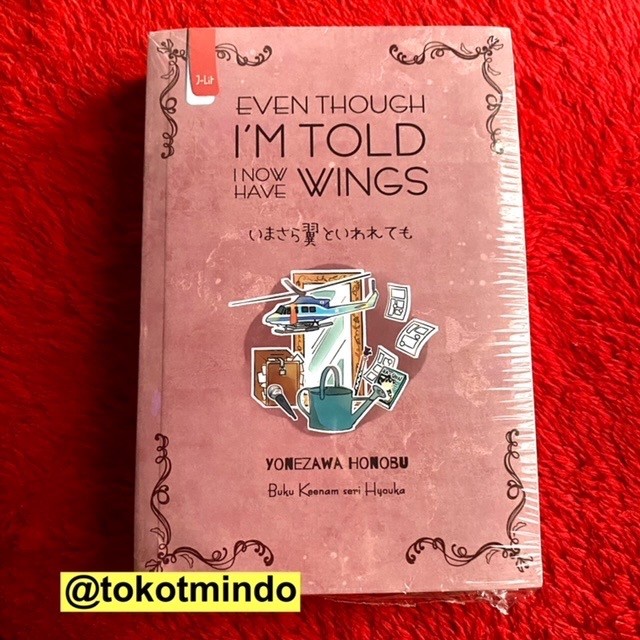 J-Lit
EVEN THOUGH
I'M TOLD
I NOW
HAVE
WINGS
いまさら翼といわれても
YONEZAWA HONOBU
Buku Keenam seri Hyouka
@tokotmindo